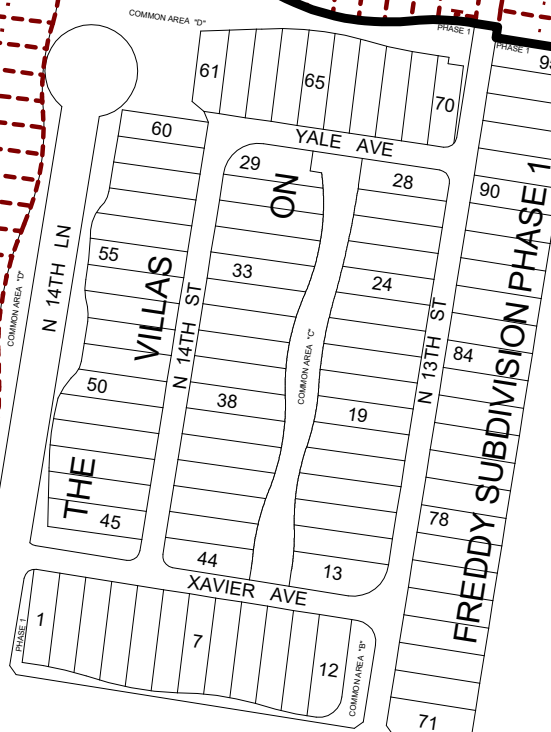 COMMON AREA "D"
PHASE 1
PHASE 1
61
65
70
60
YALE AVE
29
ON
28
90
N 14TH LN
55
VILLAS
33
24
COMMON AREA "D"
N 14TH ST
COMMON AREA "C"
N 13TH ST
84
FREDDY SUBDIVISION PHASE 1
50
38
19
THE
45
78
44
13
XAVIER AVE
PHASE 1
1
7
12
COMMON AREA "B"
71